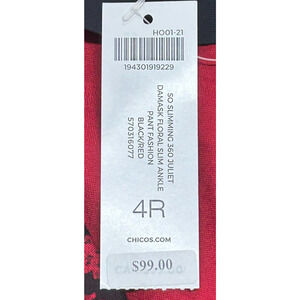 HO01-21
194301919229
SO SLIMMING 360 JULIET
DAMASK FLORAL SLIM ANKLE
PANT FASHION
BLACK/RED
570316077
4R
CHICOS.COM
$99.00